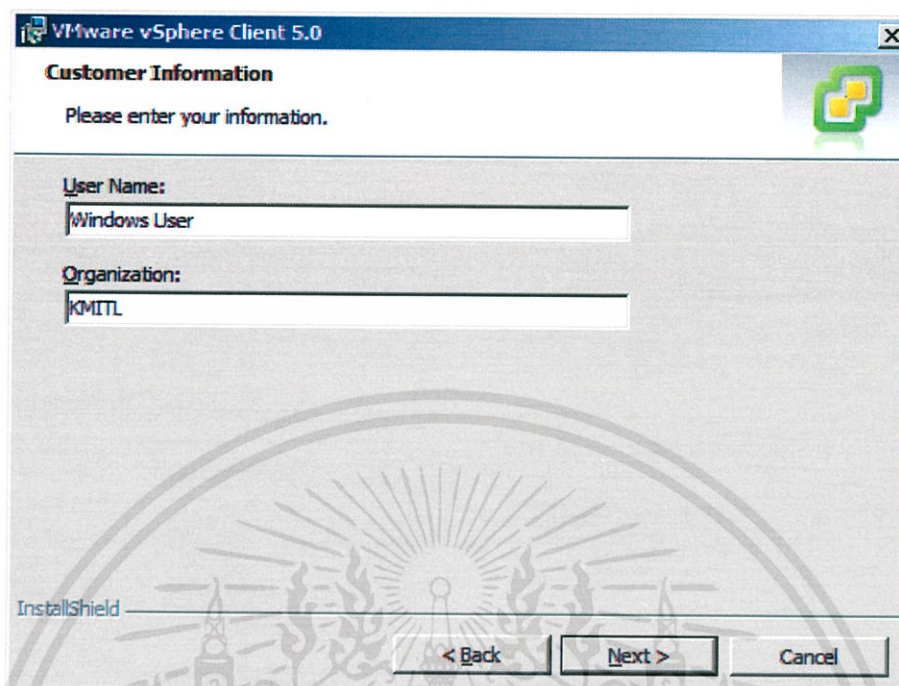 VMware vSphere Client 5.0
Customer Information
Please enter your information.
User Name:
Windows User
Organization:
KMITL
InstallShield
< Back
Next >
Cancel